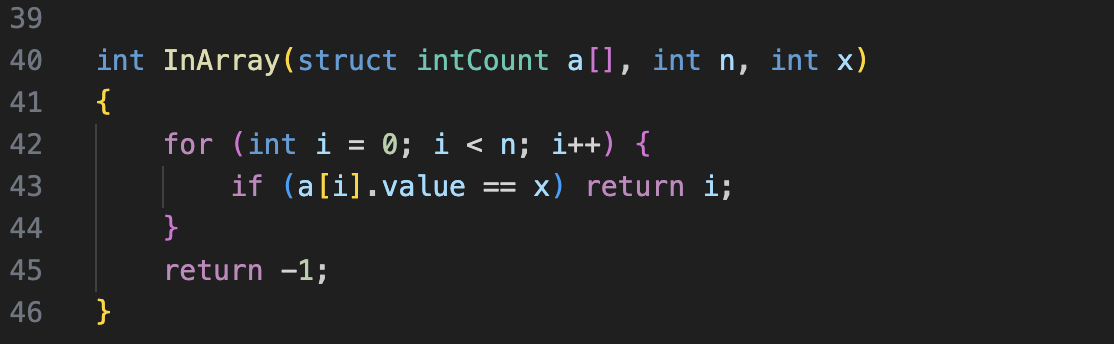 39
40 int InArray(struct intCount a[], int n, int x)
41 {
42     for (int i = 0; i < n; i++) {
43         if (a[i].value == x) return i;
44     }
45     return -1;
46 }